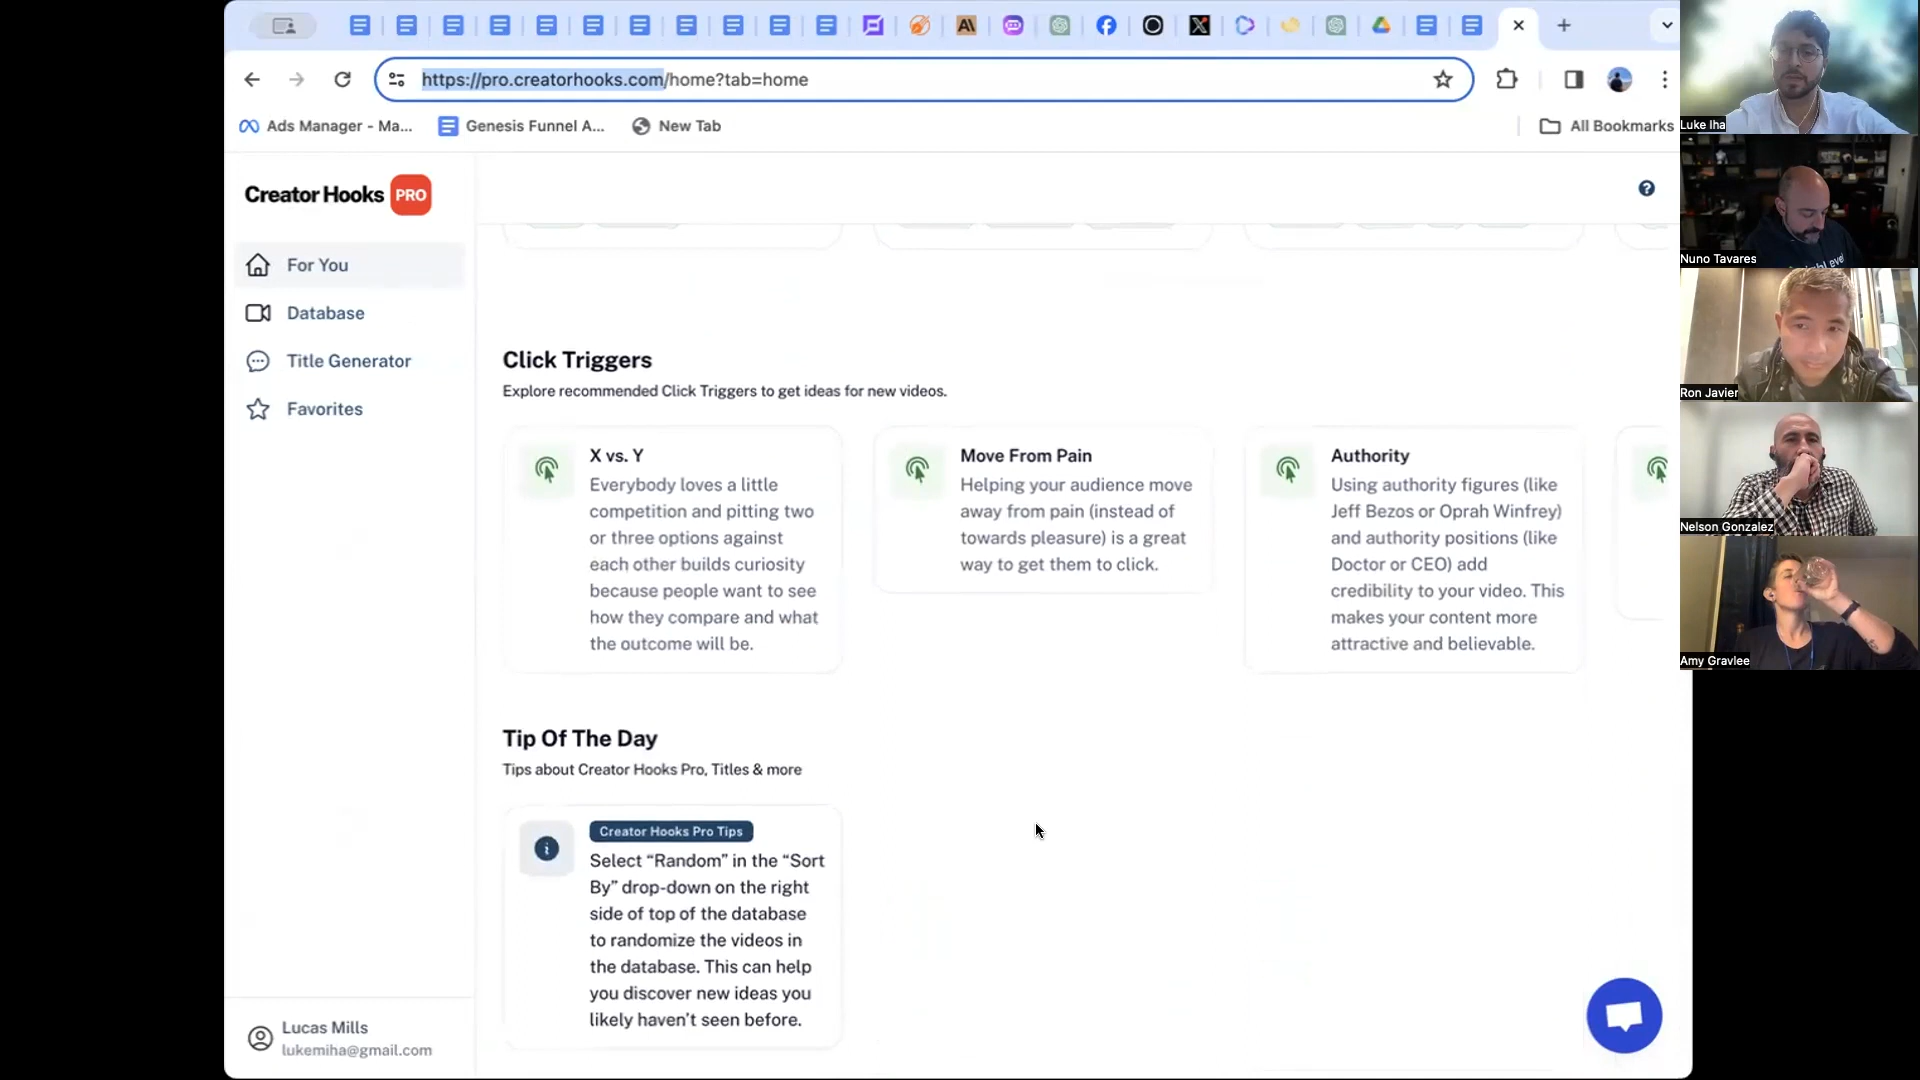 https://pro.creatorhooks.com/home?tab=home
Ads Manager - Ma...
Genesis Funnel A...
New Tab
All Bookmarks
Creator Hooks PRO
For You
Database
Title Generator
Favorites
Click Triggers
Explore recommended Click Triggers to get ideas for new videos.
X vs. Y
Everybody loves a little
competition and pitting two
or three options against
each other builds curiosity
because people want to see
how they compare and what
the outcome will be.
Move From Pain
Helping your audience move
away from pain (instead of
towards pleasure) is a great
way to get them to click.
Authority
Using authority figures (like
Jeff Bezos or Oprah Winfrey)
and authority positions (like
Doctor or CEO) add
credibility to your video. This
makes your content more
attractive and believable.
Tip Of The Day
Tips about Creator Hooks Pro, Titles & more
Creator Hooks Pro Tips
Select “Random” in the “Sort
By” drop-down on the right
side of top of the database
to randomize the videos in
the database. This can help
you discover new ideas you
likely haven’t seen before.
Lucas Mills
lukemiha@gmail.com
Luke Iha
Nuno Tavares
Ron Javier
Nelson Gonzalez
Amy Gravlee